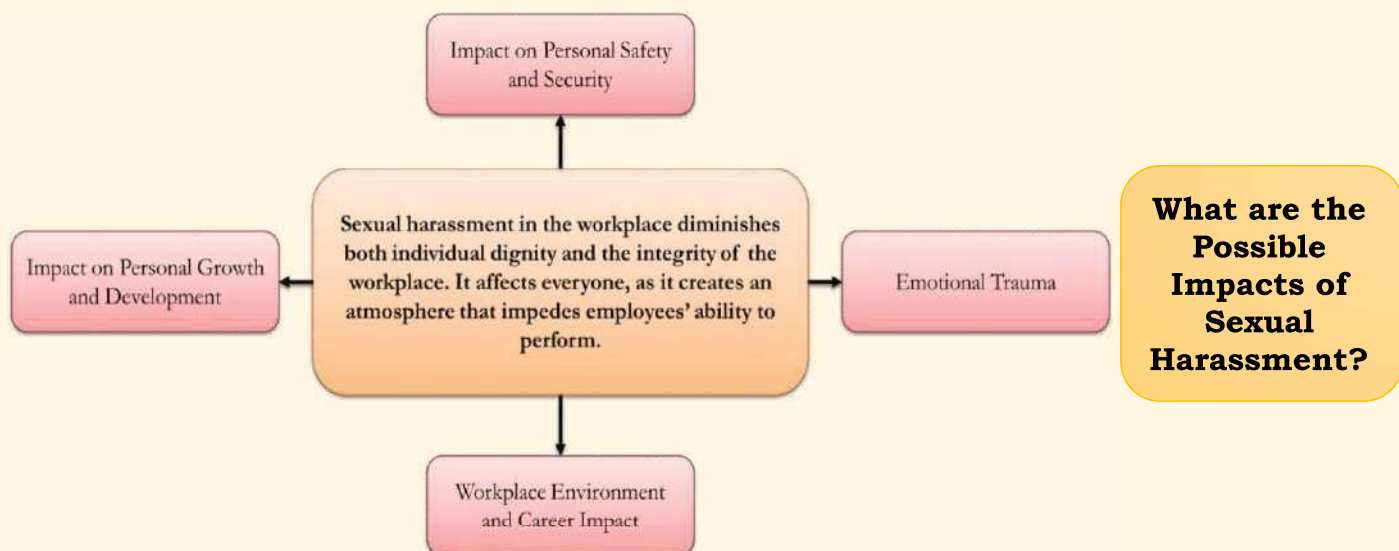 Impact on Personal Safety
and Security
Sexual harassment in the workplace diminishes
both individual dignity and the integrity of the
workplace. It affects everyone, as it creates an
atmosphere that impedes employees' ability to
perform.
Impact on Personal Growth
and Development
Emotional Trauma
Workplace Environment
and Career Impact
What are the
Possible
Impacts of
Sexual
Harassment?